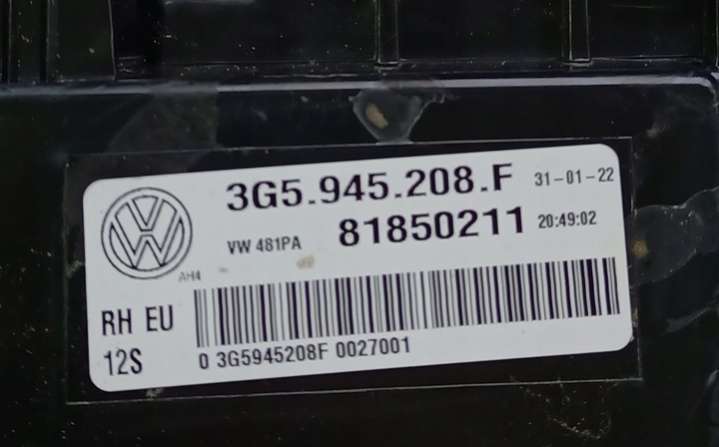 3G5.945.208.F 31-01-22
VW 481PA 81850211 20:49:02
AH4
RH EU
12S 0 3G5945208F 0027001